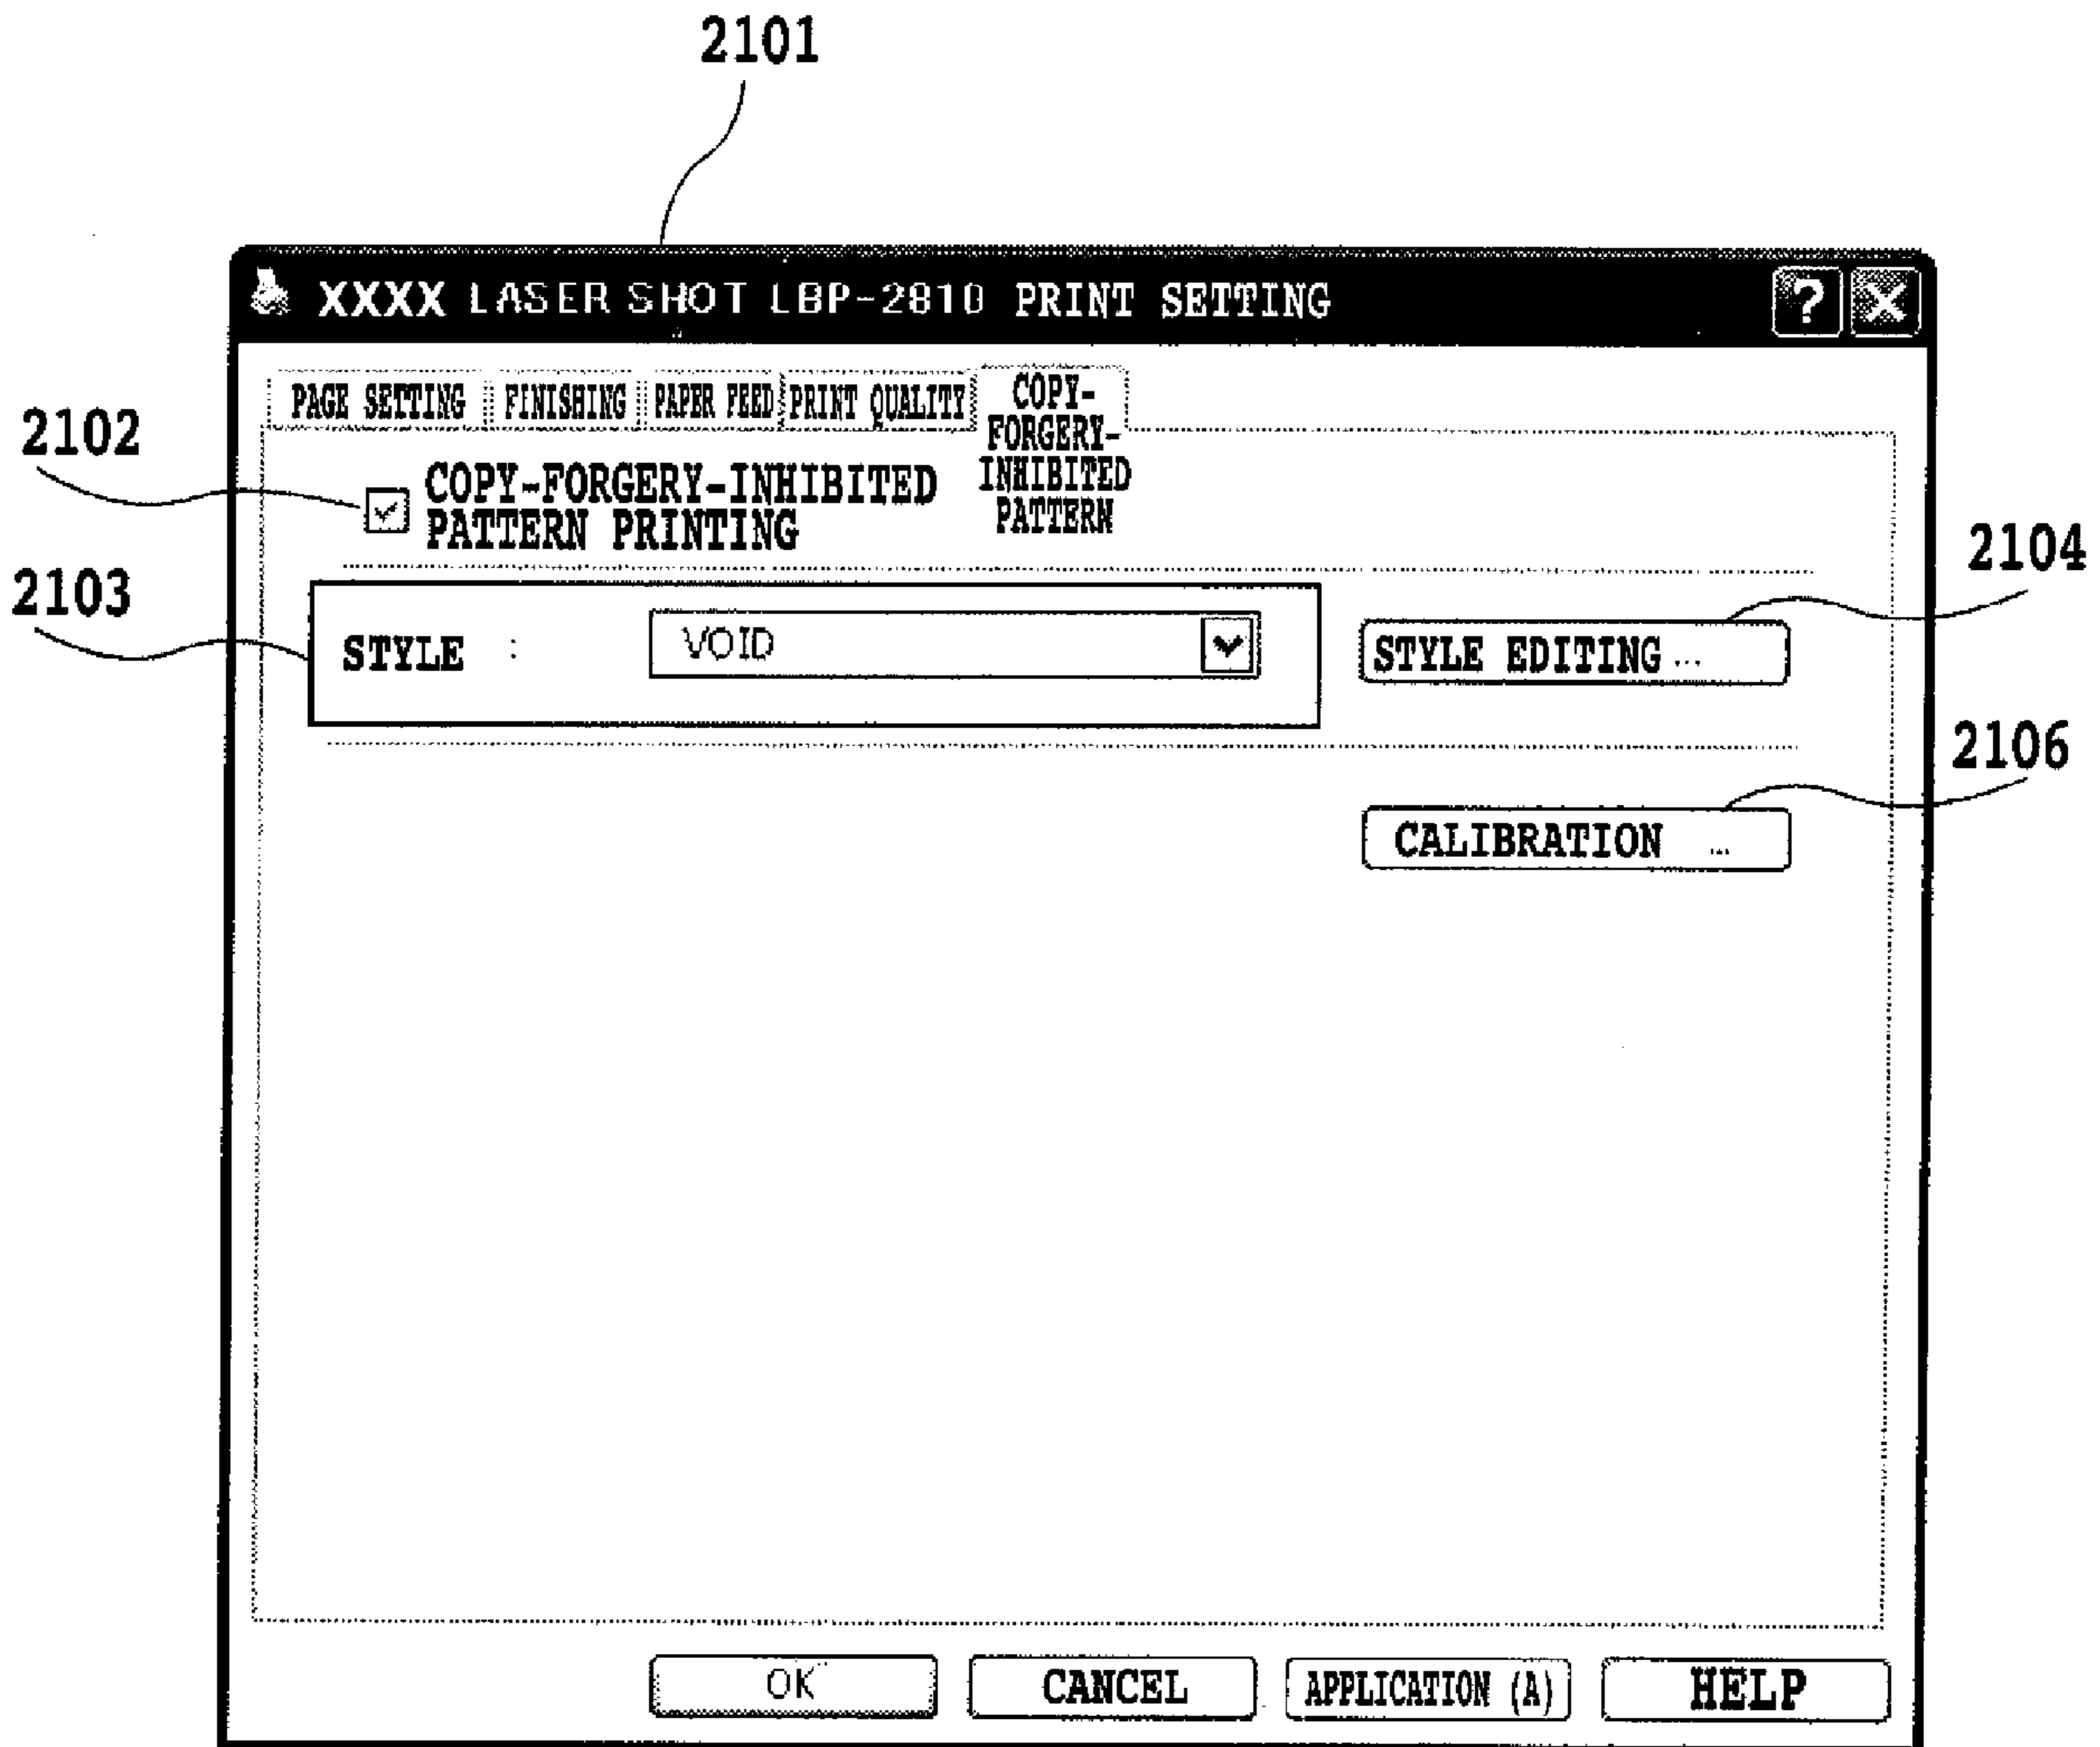 2101
XXXX LASER SHOT LBP-2810 PRINT SETTING ?
PAGE SETTING FINISHING PAPER FEED PRINT QUALITY
COPY-
FORGERY-
INHIBITED
PATTERN
2102
COPY-FORGERY-INHIBITED
PATTERN PRINTING
2103
STYLE : VOID
2104
STYLE EDITING ...
2106
CALIBRATION ...
OK CANCEL APPLICATION (A) HELP